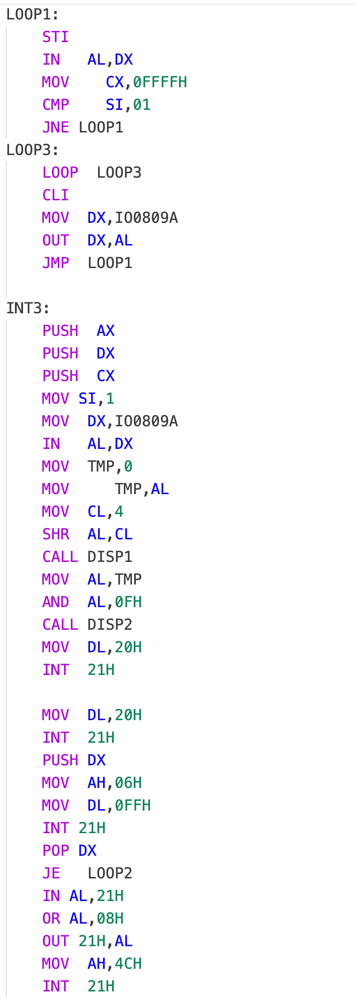 LOOP1:
STI
IN AL,DX
MOV CX,0FFFFH
CMP SI,01
JNE LOOP1
LOOP3:
LOOP LOOP3
CLI
MOV DX,IO0809A
OUT DX,AL
JMP LOOP1
INT3:
PUSH AX
PUSH DX
PUSH CX
MOV SI,1
MOV DX,IO0809A
IN AL,DX
MOV TMP,0
MOV TMP,AL
MOV CL,4
SHR AL,CL
CALL DISP1
MOV AL,TMP
AND AL,0FH
CALL DISP2
MOV DL,20H
INT 21H
MOV DL,20H
INT 21H
PUSH DX
MOV AH,06H
MOV DL,0FFH
INT 21H
POP DX
JE LOOP2
IN AL,21H
OR AL,08H
OUT 21H,AL
MOV AH,4CH
INT 21H